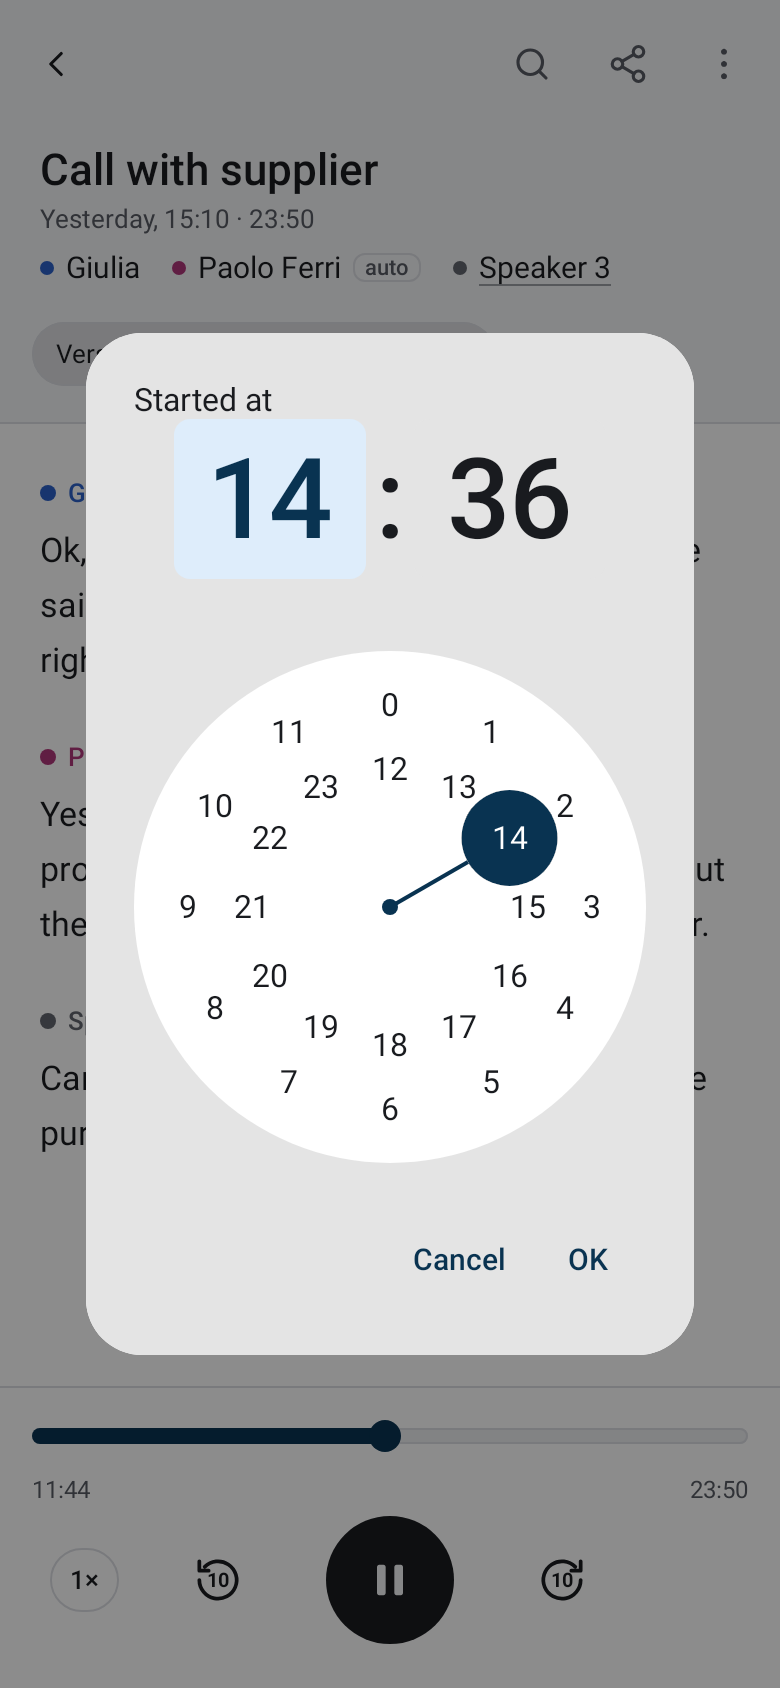 Call with supplier
Yesterday, 15:10 · 23:50
Giulia Paolo Ferri auto Speaker 3
Started at
14 : 36
Ok,
0
11 1
12
23 13
10 2
22 14
9 21 15 3
20 16
8 4
19 17
18
7 5
6
Cancel OK
11:44 23:50
1× 10 10